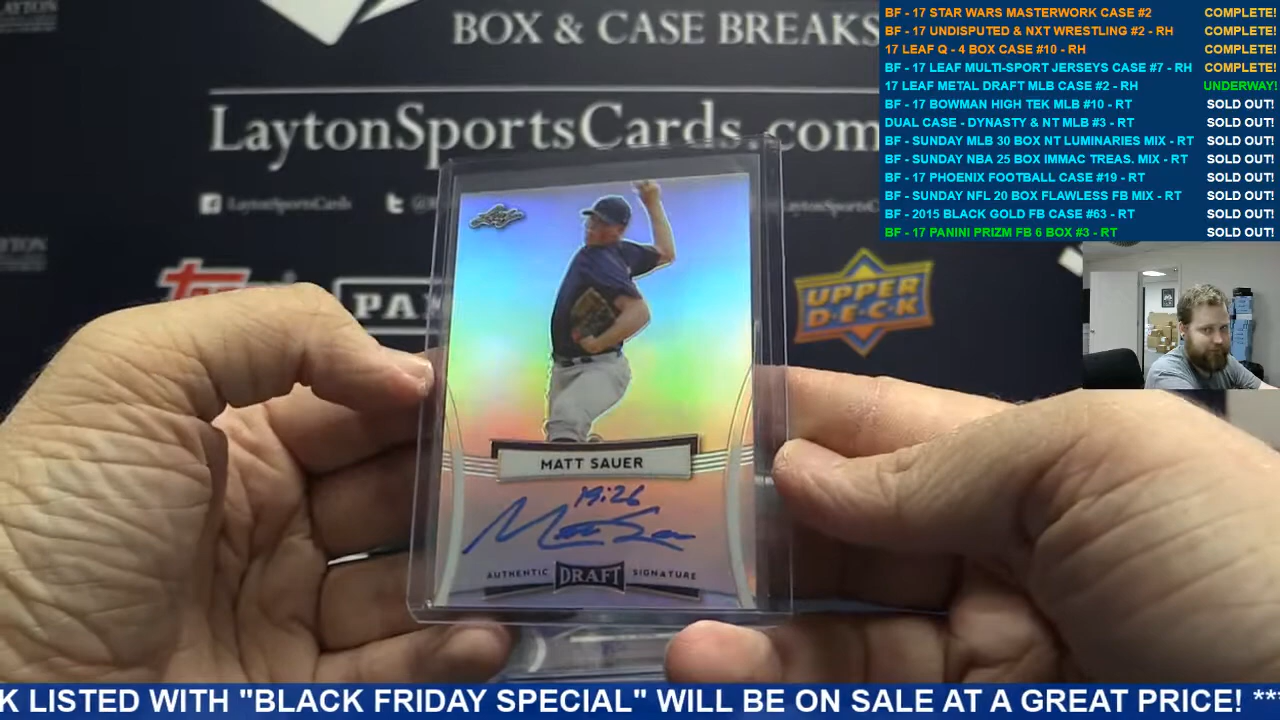 BOX & CASE BREAKS
LaytonSportsCards.com
LaytonSportsCards
PAN
UPPER
D·E·C·K
Leaf
MATT SAUER
19:26
AUTHENTIC DRAFT SIGNATURE
BF - 17 STAR WARS MASTERWORK CASE #2 COMPLETE!
BF - 17 UNDISPUTED & NXT WRESTLING #2 - RH COMPLETE!
17 LEAF Q - 4 BOX CASE #10 - RH COMPLETE!
BF - 17 LEAF MULTI-SPORT JERSEYS CASE #7 - RH COMPLETE!
17 LEAF METAL DRAFT MLB CASE #2 - RH UNDERWAY!
BF - 17 BOWMAN HIGH TEK MLB #10 - RT SOLD OUT!
DUAL CASE - DYNASTY & NT MLB #3 - RT SOLD OUT!
BF - SUNDAY MLB 30 BOX NT LUMINARIES MIX - RT SOLD OUT!
BF - SUNDAY NBA 25 BOX IMMAC TREAS. MIX - RT SOLD OUT!
BF - 17 PHOENIX FOOTBALL CASE #19 - RT SOLD OUT!
BF - SUNDAY NFL 20 BOX FLAWLESS FB MIX - RT SOLD OUT!
BF - 2015 BLACK GOLD FB CASE #63 - RT SOLD OUT!
BF - 17 PANINI PRIZM FB 6 BOX #3 - RT SOLD OUT!
K LISTED WITH "BLACK FRIDAY SPECIAL" WILL BE ON SALE AT A GREAT PRICE! ***